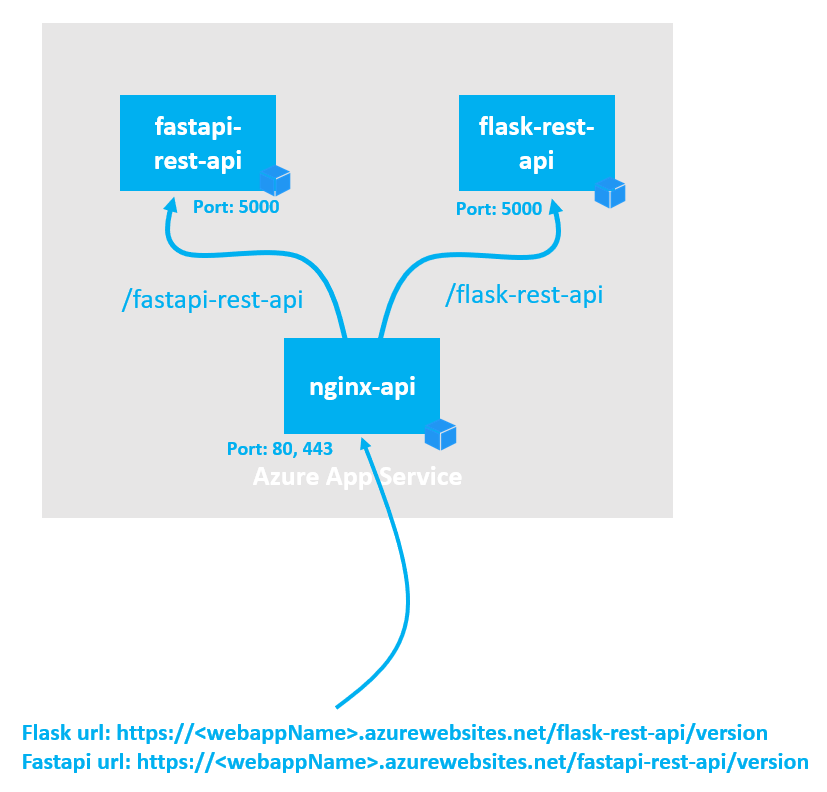 fastapi-
rest-api
flask-rest-
api
Port: 5000
Port: 5000
/fastapi-rest-api
/flask-rest-api
nginx-api
Port: 80, 443
Azure App Service
Flask url: https://<webappName>.azurewebsites.net/flask-rest-api/version
Fastapi url: https://<webappName>.azurewebsites.net/fastapi-rest-api/version